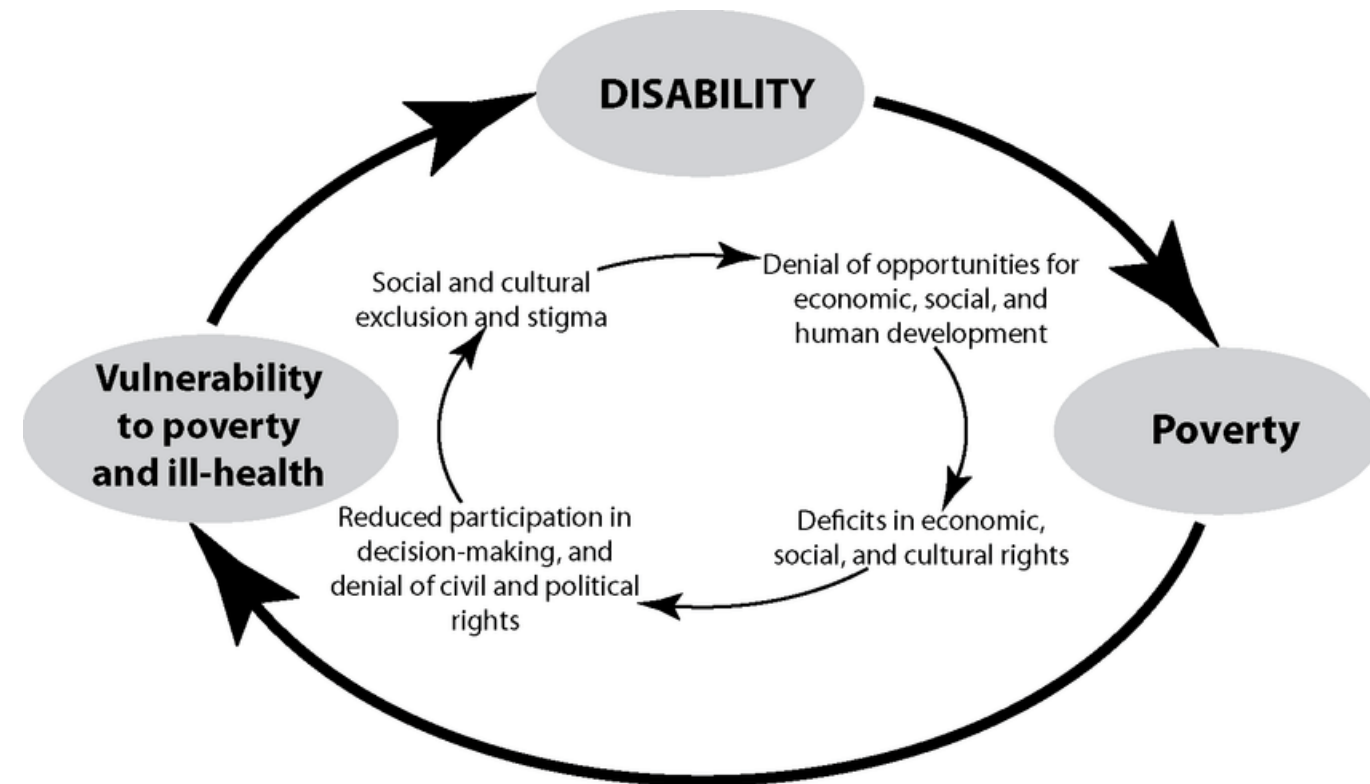 DISABILITY
Social and cultural
exclusion and stigma
Denial of opportunities for
economic, social, and
human development
Vulnerability
to poverty
and ill-health
Poverty
Reduced participation in
decision-making, and
denial of civil and political
rights
Deficits in economic,
social, and cultural rights